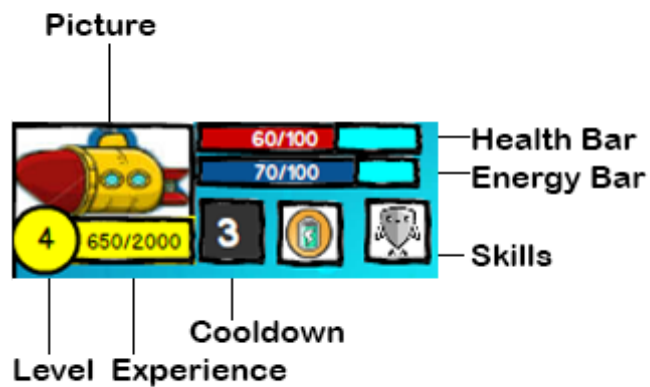 Picture
60/100
Health Bar
70/100
Energy Bar
4
650/2000
3
Skills
Cooldown
Level Experience